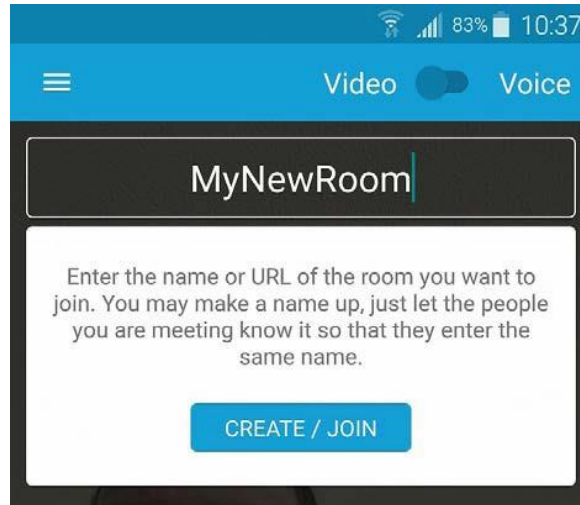 83% 10:37
Video Voice
MyNewRoom
Enter the name or URL of the room you want to
join. You may make a name up, just let the people
you are meeting know it so that they enter the
same name.
CREATE / JOIN